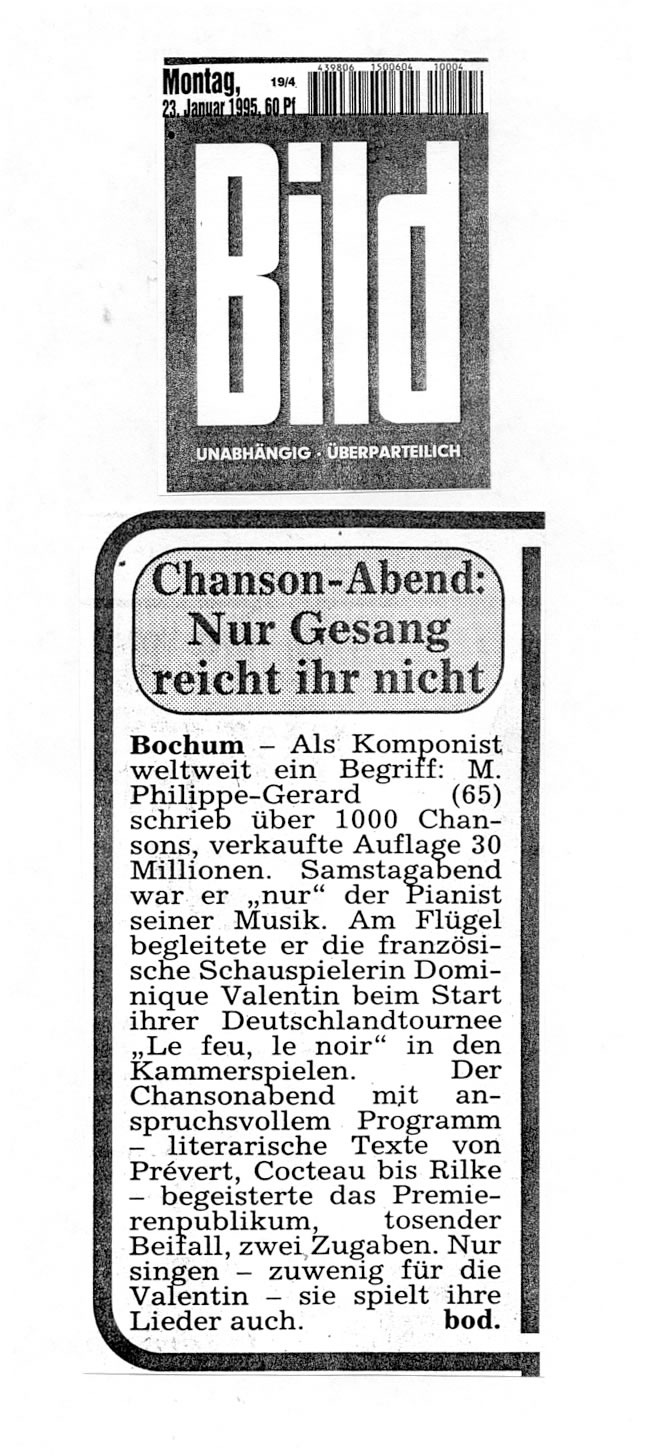 Montag,
19/4
23. Januar 1995, 60 Pf
439806 1500604 10004
Bild
UNABHÄNGIG · ÜBERPARTEILICH
Chanson-Abend:
Nur Gesang
reicht ihr nicht
Bochum – Als Komponist
weltweit ein Begriff: M.
Philippe-Gerard (65)
schrieb über 1000 Chan-
sons, verkaufte Auflage 30
Millionen. Samstagabend
war er „nur“ der Pianist
seiner Musik. Am Flügel
begleitete er die französi-
sche Schauspielerin Domi-
nique Valentin beim Start
ihrer Deutschlandtournee
„Le feu, le noir“ in den
Kammerspielen. Der
Chansonabend mit an-
spruchsvollem Programm
– literarische Texte von
Prévert, Cocteau bis Rilke
– begeisterte das Premie-
renpublikum, tosender
Beifall, zwei Zugaben. Nur
singen – zuwenig für die
Valentin – sie spielt ihre
Lieder auch. bod.